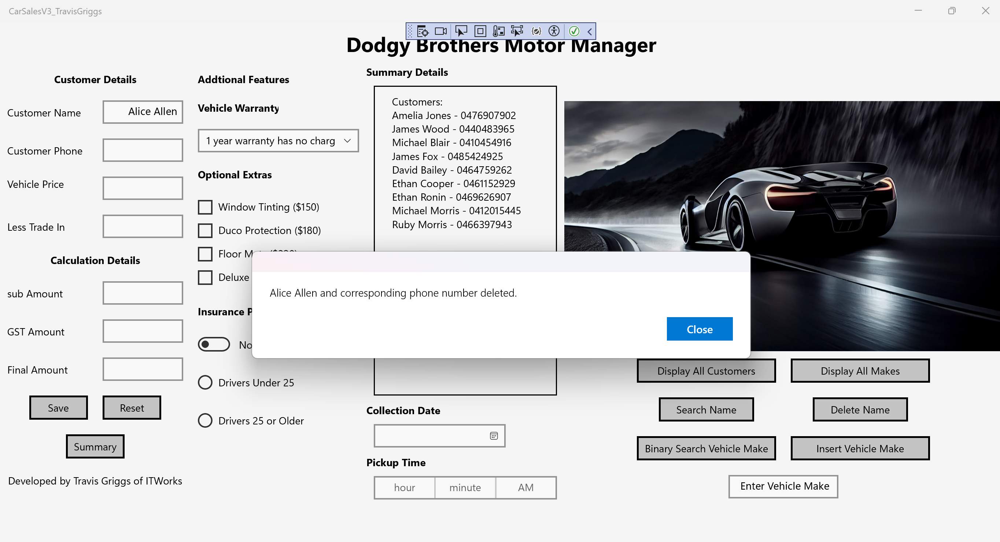 CarSalesV3_TravisGriggs
Dodgy Brothers Motor Manager
Customer Details
Customer Name
Alice Allen
Customer Phone
Vehicle Price
Less Trade In
Calculation Details
sub Amount
GST Amount
Final Amount
Save
Reset
Summary
Developed by Travis Griggs of ITWorks
Addtional Features
Vehicle Warranty
1 year warranty has no charg
Optional Extras
Window Tinting ($150)
Duco Protection ($180)
Floor
Deluxe
Insurance
No
Drivers Under 25
Drivers 25 or Older
Summary Details
Customers:
Amelia Jones - 0476907902
James Wood - 0440483965
Michael Blair - 0410454916
James Fox - 0485424925
David Bailey - 0464759262
Ethan Cooper - 0461152929
Ethan Ronin - 0469626907
Michael Morris - 0412015445
Ruby Morris - 0466397943
Alice Allen and corresponding phone number deleted.
Close
Collection Date
Pickup Time
hour
minute
AM
Display All Customers
Display All Makes
Search Name
Delete Name
Binary Search Vehicle Make
Insert Vehicle Make
Enter Vehicle Make